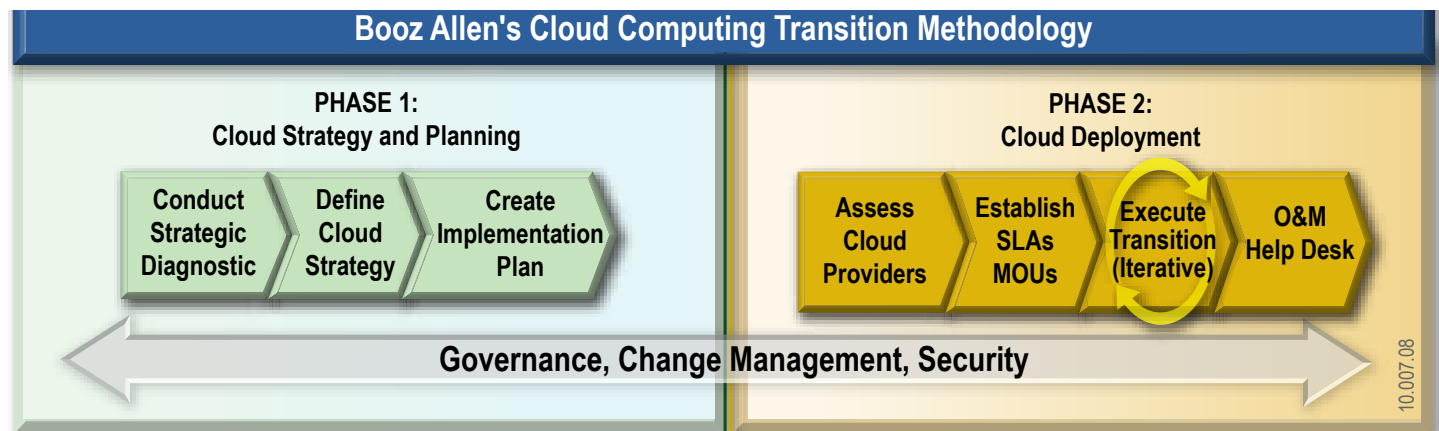 Booz Allen's Cloud Computing Transition Methodology
PHASE 1:
Cloud Strategy and Planning
Conduct
Strategic
Diagnostic
Define
Cloud
Strategy
Create
Implementation
Plan
PHASE 2:
Cloud Deployment
Assess
Cloud
Providers
Establish
SLAs
MOUs
Execute
Transition
(Iterative)
O&M
Help Desk
Governance, Change Management, Security
10.007.08